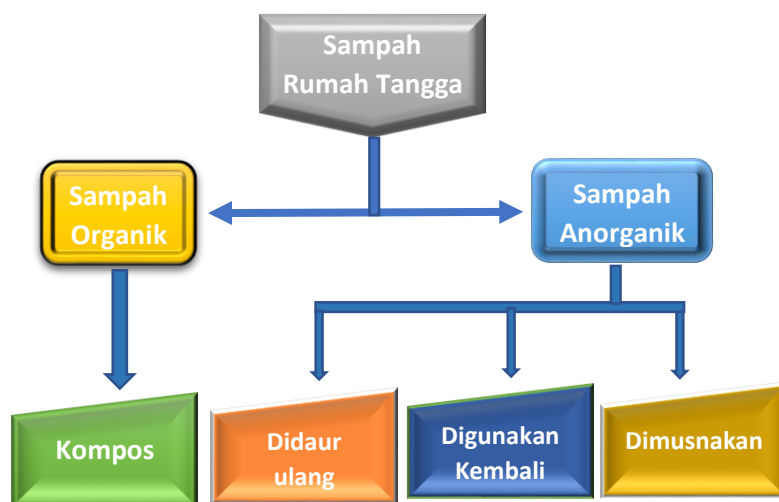 Sampah
Rumah Tangga
Sampah
Organik
Sampah
Anorganik
Kompos
Didaur
ulang
Digunakan
Kembali
Dimusnakan